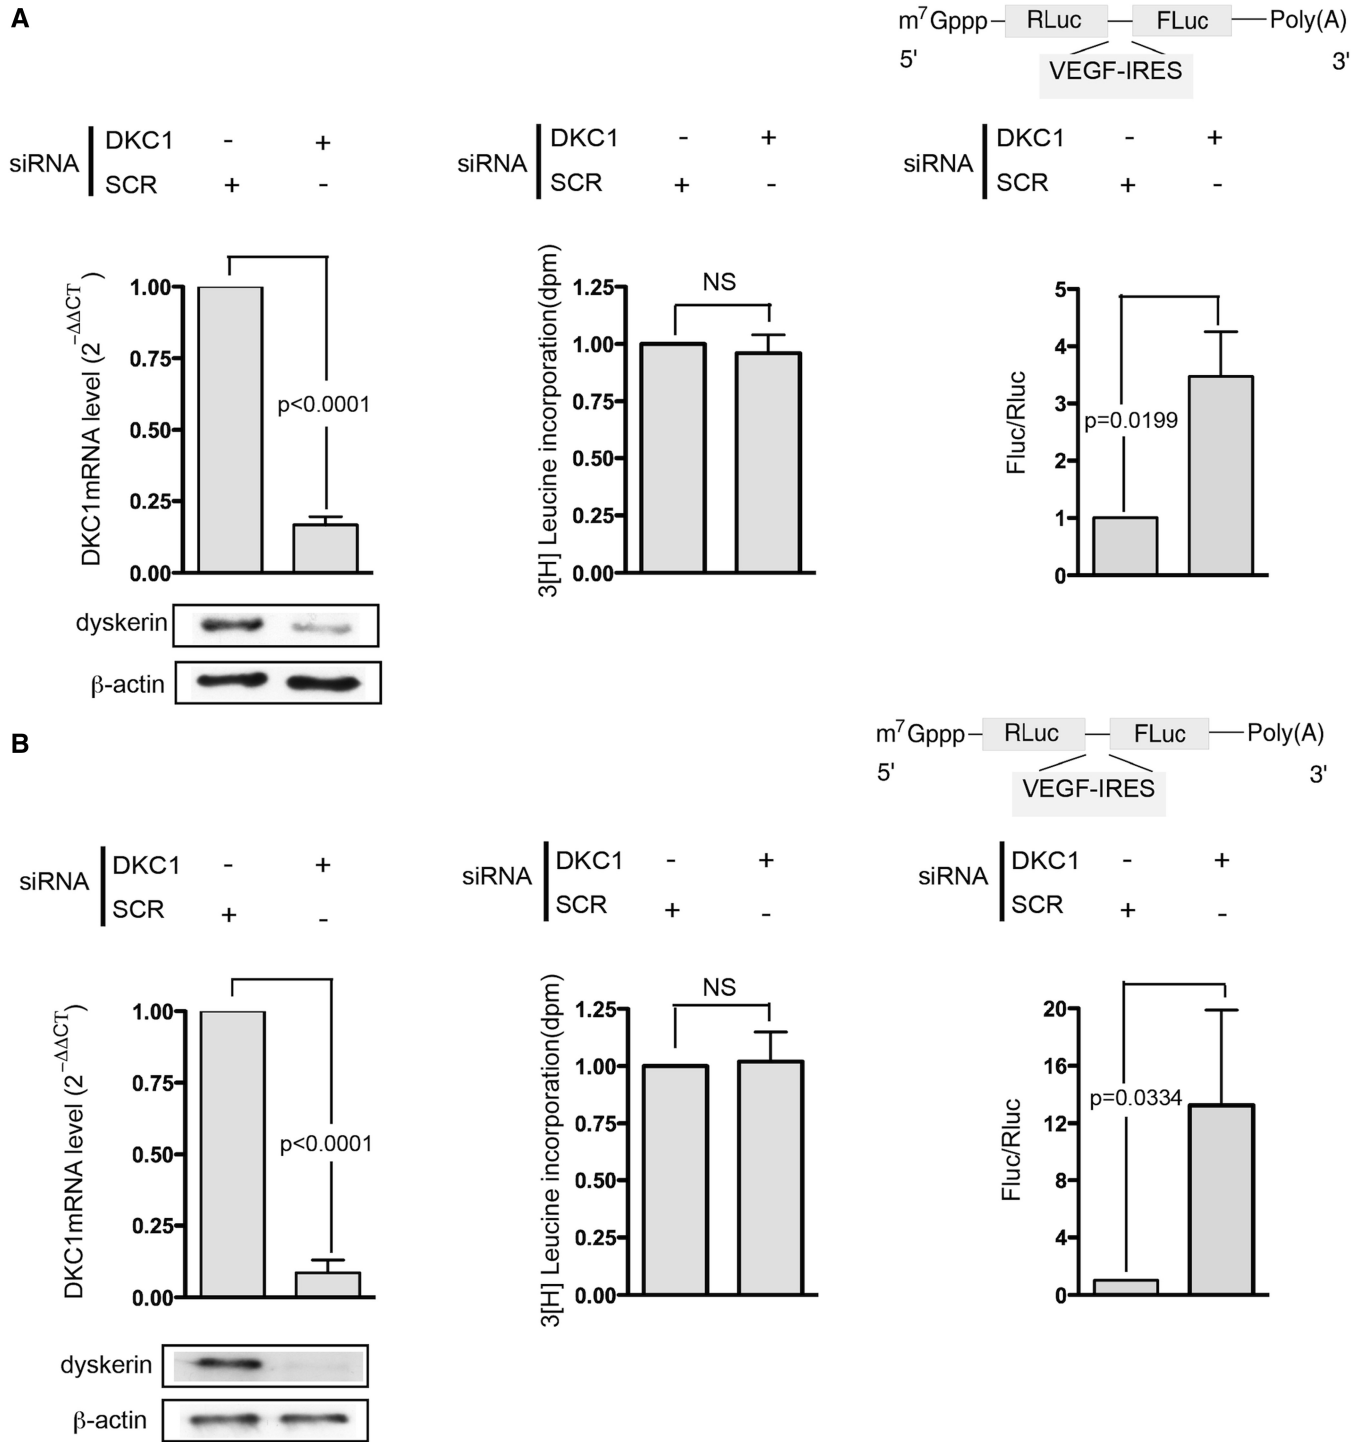 A
m7Gppp RLuc FLuc Poly(A)
5' 3'
VEGF-IRES
siRNA
DKC1 - +
SCR + -
siRNA
DKC1 - +
SCR + -
siRNA
DKC1 - +
SCR + -
DKC1mRNA level (2−ΔΔCT)
1.00
0.75
0.50
0.25
0.00
p<0.0001
dyskerin
β-actin
3[H] Leucine incorporation(dpm)
1.25
1.00
0.75
0.50
0.25
0.00
NS
Fluc/Rluc
5
4
3
2
1
0
p=0.0199
B
m7Gppp RLuc FLuc Poly(A)
5' 3'
VEGF-IRES
siRNA
DKC1 - +
SCR + -
siRNA
DKC1 - +
SCR + -
siRNA
DKC1 - +
SCR + -
DKC1mRNA level (2−ΔΔCT)
1.00
0.75
0.50
0.25
0.00
p<0.0001
dyskerin
β-actin
3[H] Leucine incorporation(dpm)
1.25
1.00
0.75
0.50
0.25
0.00
NS
Fluc/Rluc
20
16
12
8
4
0
p=0.0334